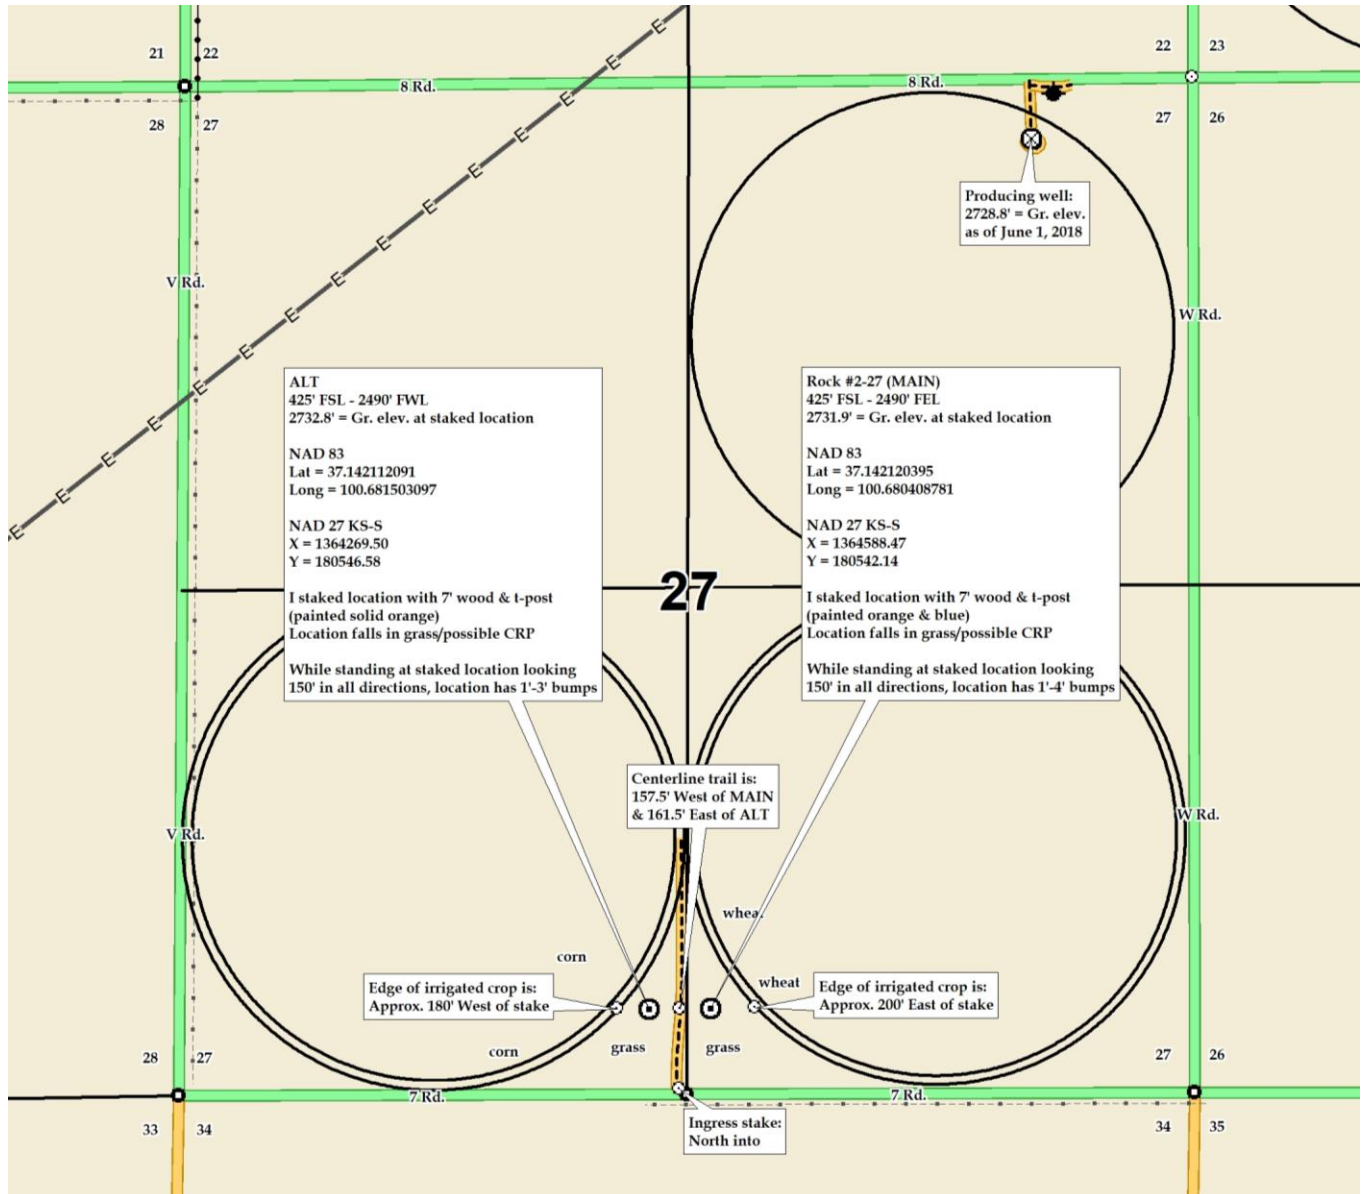 21
22
22
23
8 Rd.
8 Rd.
28
27
27
26
Producing well:
2728.8' = Gr. elev.
as of June 1, 2018
V Rd.
W Rd.
E E E E E E E E E E E E E E E
ALT
425' FSL - 2490' FWL
2732.8' = Gr. elev. at staked location
NAD 83
Lat = 37.142112091
Long = 100.681503097
NAD 27 KS-S
X = 1364269.50
Y = 180546.58
I staked location with 7' wood & t-post
(painted solid orange)
Location falls in grass/possible CRP
While standing at staked location looking
150' in all directions, location has 1'-3' bumps
Rock #2-27 (MAIN)
425' FSL - 2490' FEL
2731.9' = Gr. elev. at staked location
NAD 83
Lat = 37.142120395
Long = 100.680408781
NAD 27 KS-S
X = 1364588.47
Y = 180542.14
I staked location with 7' wood & t-post
(painted orange & blue)
Location falls in grass/possible CRP
While standing at staked location looking
150' in all directions, location has 1'-4' bumps
27
Centerline trail is:
157.5' West of MAIN
& 161.5' East of ALT
V Rd.
W Rd.
wheat
corn
wheat
Edge of irrigated crop is:
Approx. 180' West of stake
Edge of irrigated crop is:
Approx. 200' East of stake
corn
grass
grass
28
27
27
26
7 Rd.
7 Rd.
33
34
Ingress stake:
North into
34
35